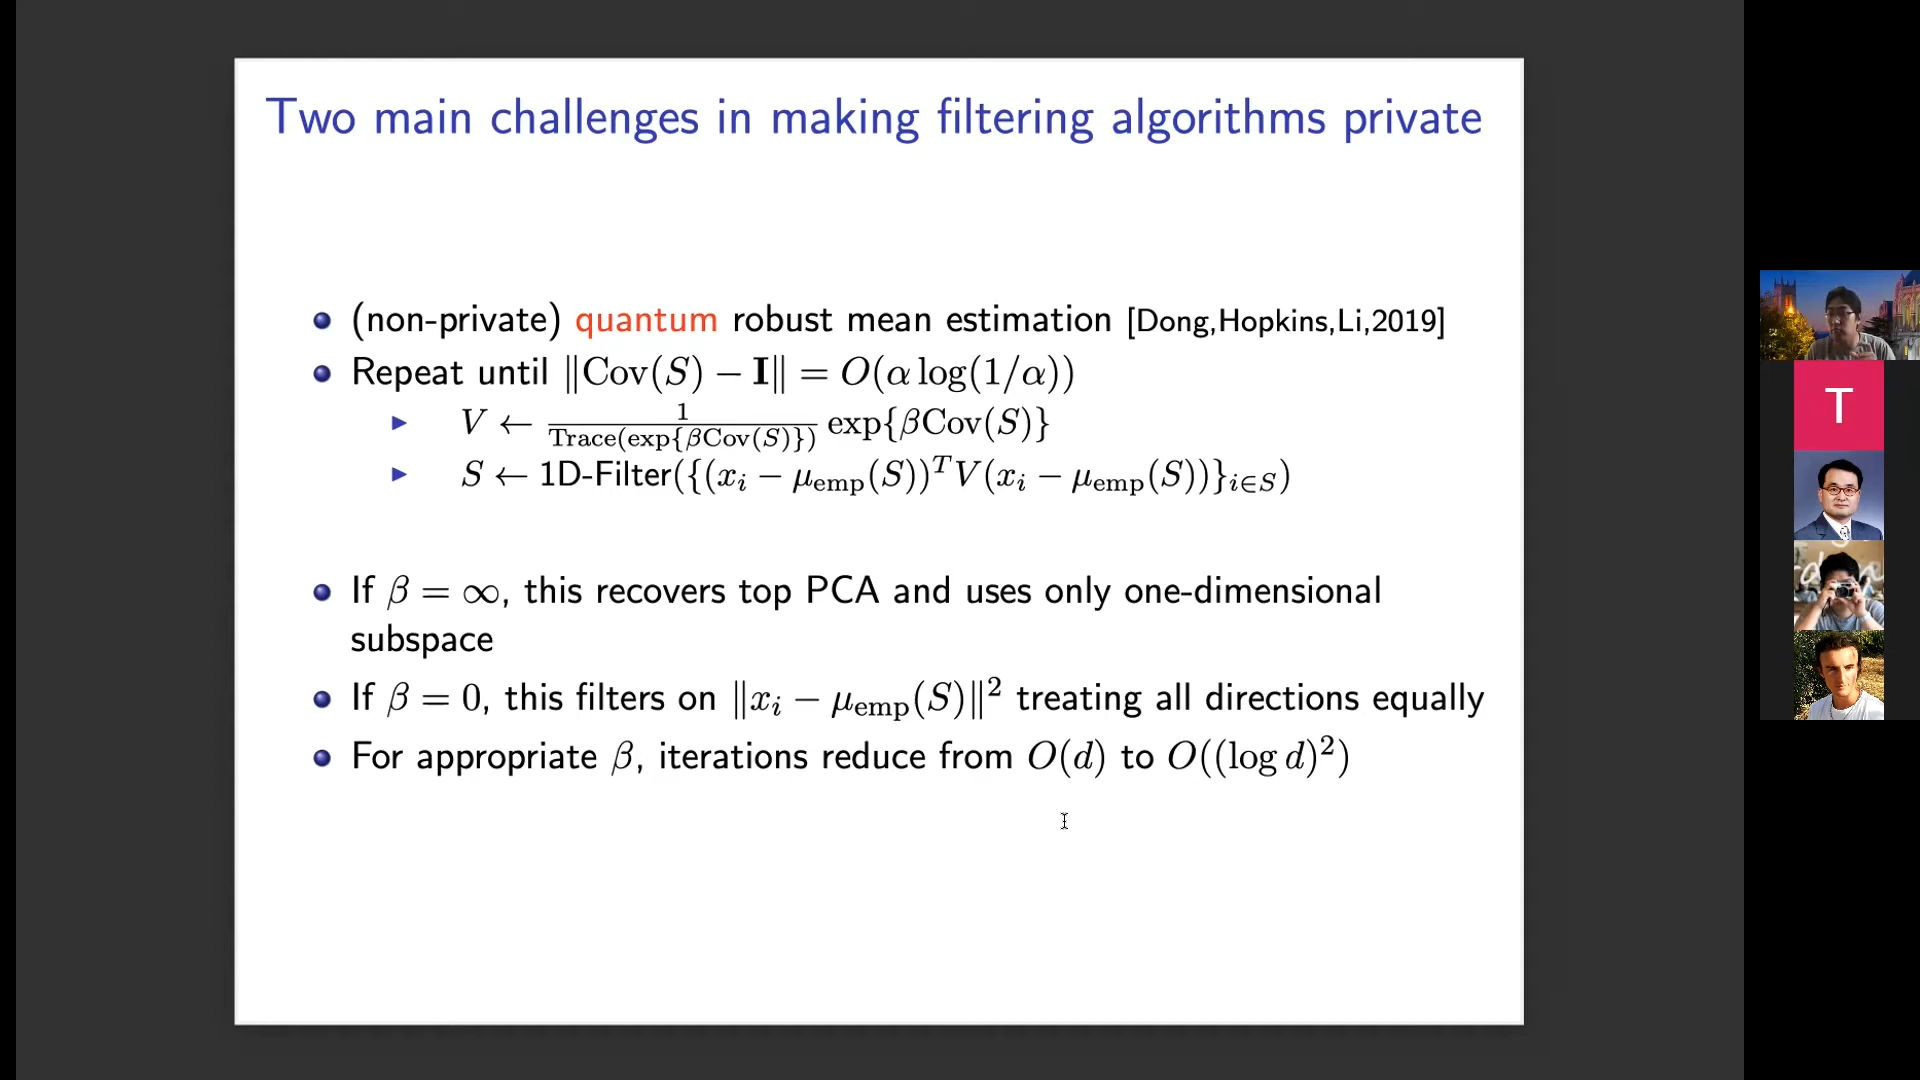 Two main challenges in making filtering algorithms private
(non-private) quantum robust mean estimation [Dong,Hopkins,Li,2019]
Repeat until ‖Cov(S) − I‖ = O(α log(1/α))
V ← 1/Trace(exp{βCov(S)}) exp{βCov(S)}
S ← 1D-Filter({(x_i − μ_emp(S))^T V(x_i − μ_emp(S))}_{i∈S})
If β = ∞, this recovers top PCA and uses only one-dimensional
subspace
If β = 0, this filters on ‖x_i − μ_emp(S)‖² treating all directions equally
For appropriate β, iterations reduce from O(d) to O((log d)²)
T